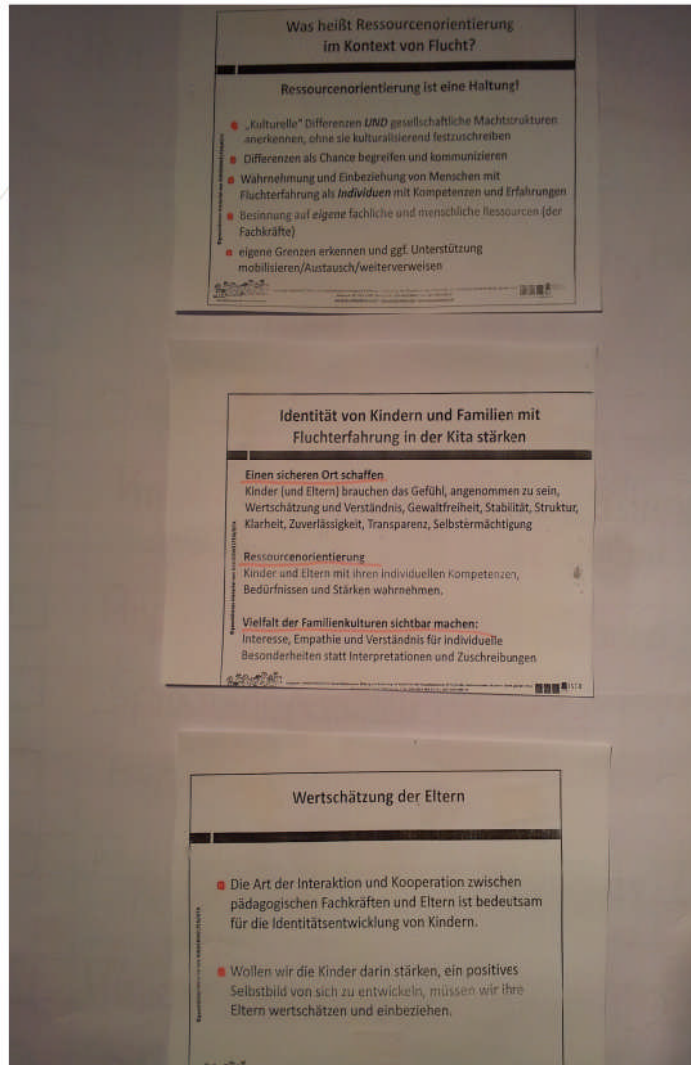 Was heißt Ressourcenorientierung
im Kontext von Flucht?
Ressourcenorientierung ist eine Haltung!
„Kulturelle“ Differenzen UND gesellschaftliche Machtstrukturen
anerkennen, ohne sie kulturalisierend festzuschreiben
Differenzen als Chance begreifen und kommunizieren
Wahrnehmung und Einbeziehung von Menschen mit
Fluchterfahrung als Individuen mit Kompetenzen und Erfahrungen
Besinnung auf eigene fachliche und menschliche Ressourcen (der
Fachkräfte)
eigene Grenzen erkennen und ggf. Unterstützung
mobilisieren/Austausch/weiterverweisen
Identität von Kindern und Familien mit
Fluchterfahrung in der Kita stärken
Einen sicheren Ort schaffen
Kinder (und Eltern) brauchen das Gefühl, angenommen zu sein,
Wertschätzung und Verständnis, Gewaltfreiheit, Stabilität, Struktur,
Klarheit, Zuverlässigkeit, Transparenz, Selbstermächtigung
Ressourcenorientierung
Kinder und Eltern mit ihren individuellen Kompetenzen,
Bedürfnissen und Stärken wahrnehmen.
Vielfalt der Familienkulturen sichtbar machen:
Interesse, Empathie und Verständnis für individuelle
Besonderheiten statt Interpretationen und Zuschreibungen
Wertschätzung der Eltern
Die Art der Interaktion und Kooperation zwischen
pädagogischen Fachkräften und Eltern ist bedeutsam
für die Identitätsentwicklung von Kindern.
Wollen wir die Kinder darin stärken, ein positives
Selbstbild von sich zu entwickeln, müssen wir ihre
Eltern wertschätzen und einbeziehen.